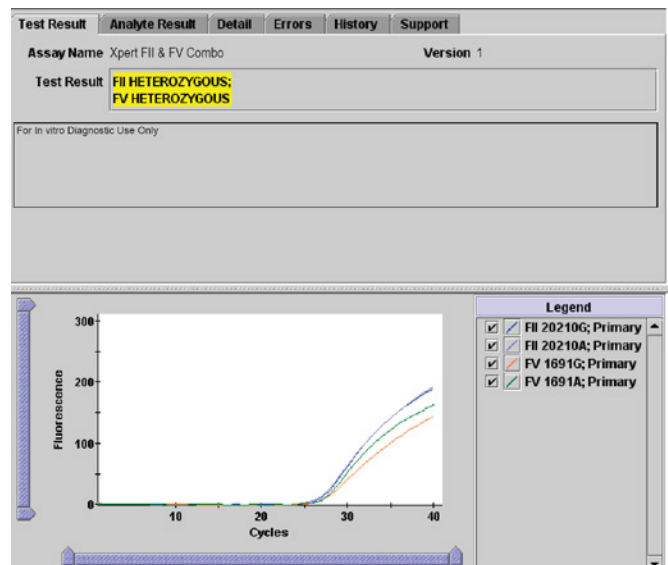 Test Result Analyte Result Detail Errors History Support
Assay Name Xpert FII & FV Combo Version 1
Test Result FII HETEROZYGOUS;
FV HETEROZYGOUS
For In vitro Diagnostic Use Only
Legend
FII 20210G; Primary
FII 20210A; Primary
FV 1691G; Primary
FV 1691A; Primary
300
200
100
0
Fluorescence
10 20 30 40
Cycles